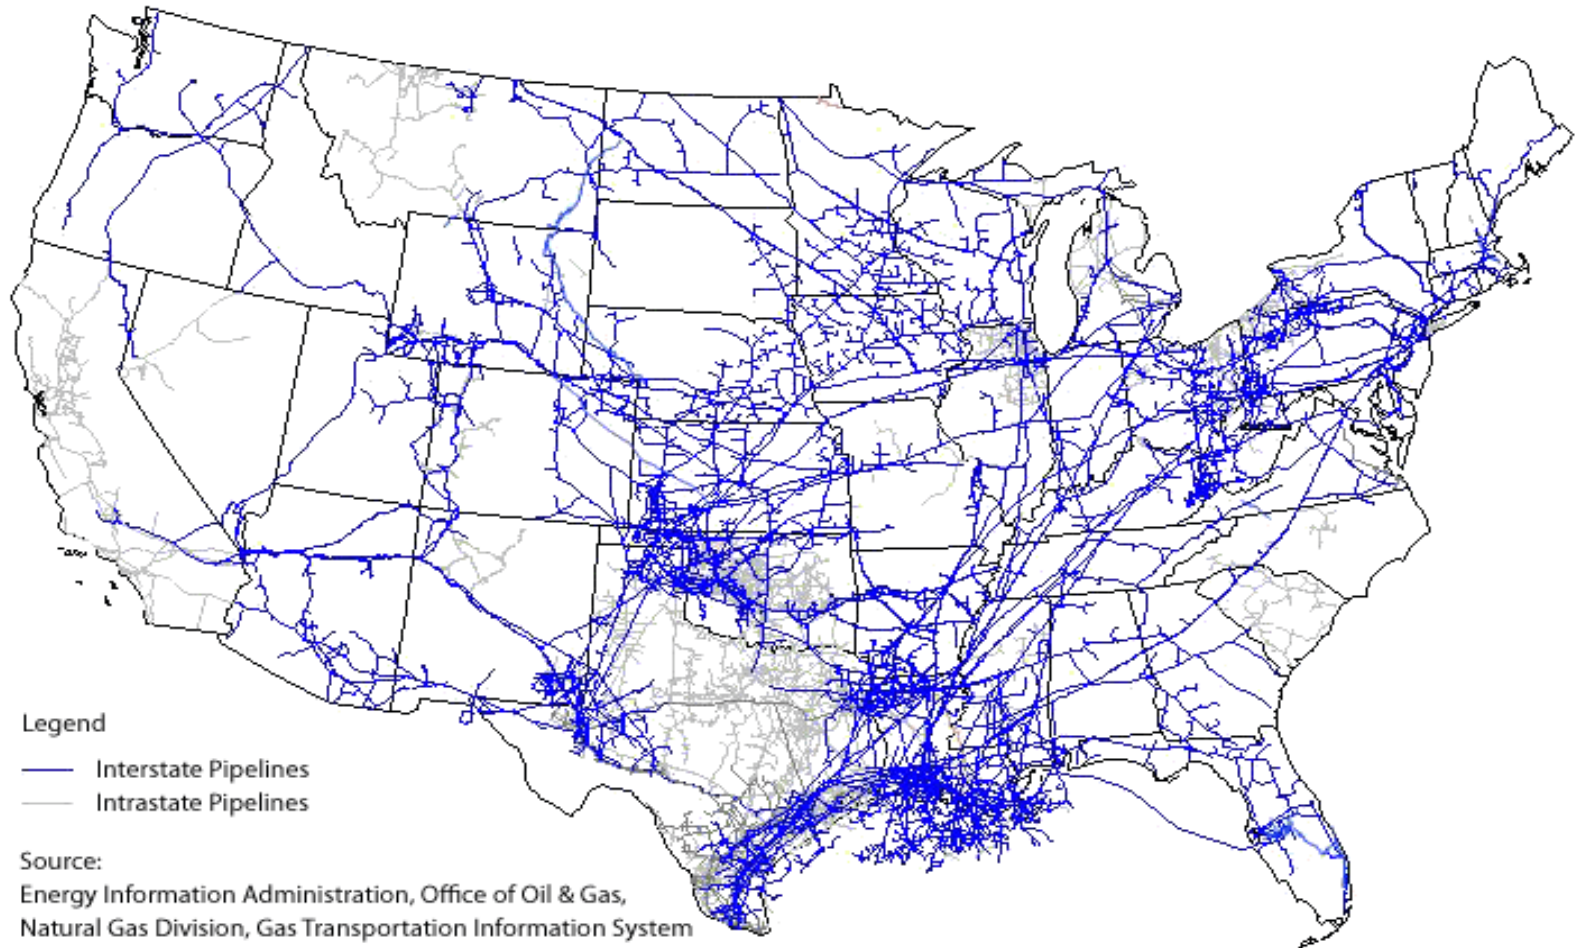 Legend
Interstate Pipelines
Intrastate Pipelines
Source:
Energy Information Administration, Office of Oil & Gas,
Natural Gas Division, Gas Transportation Information System